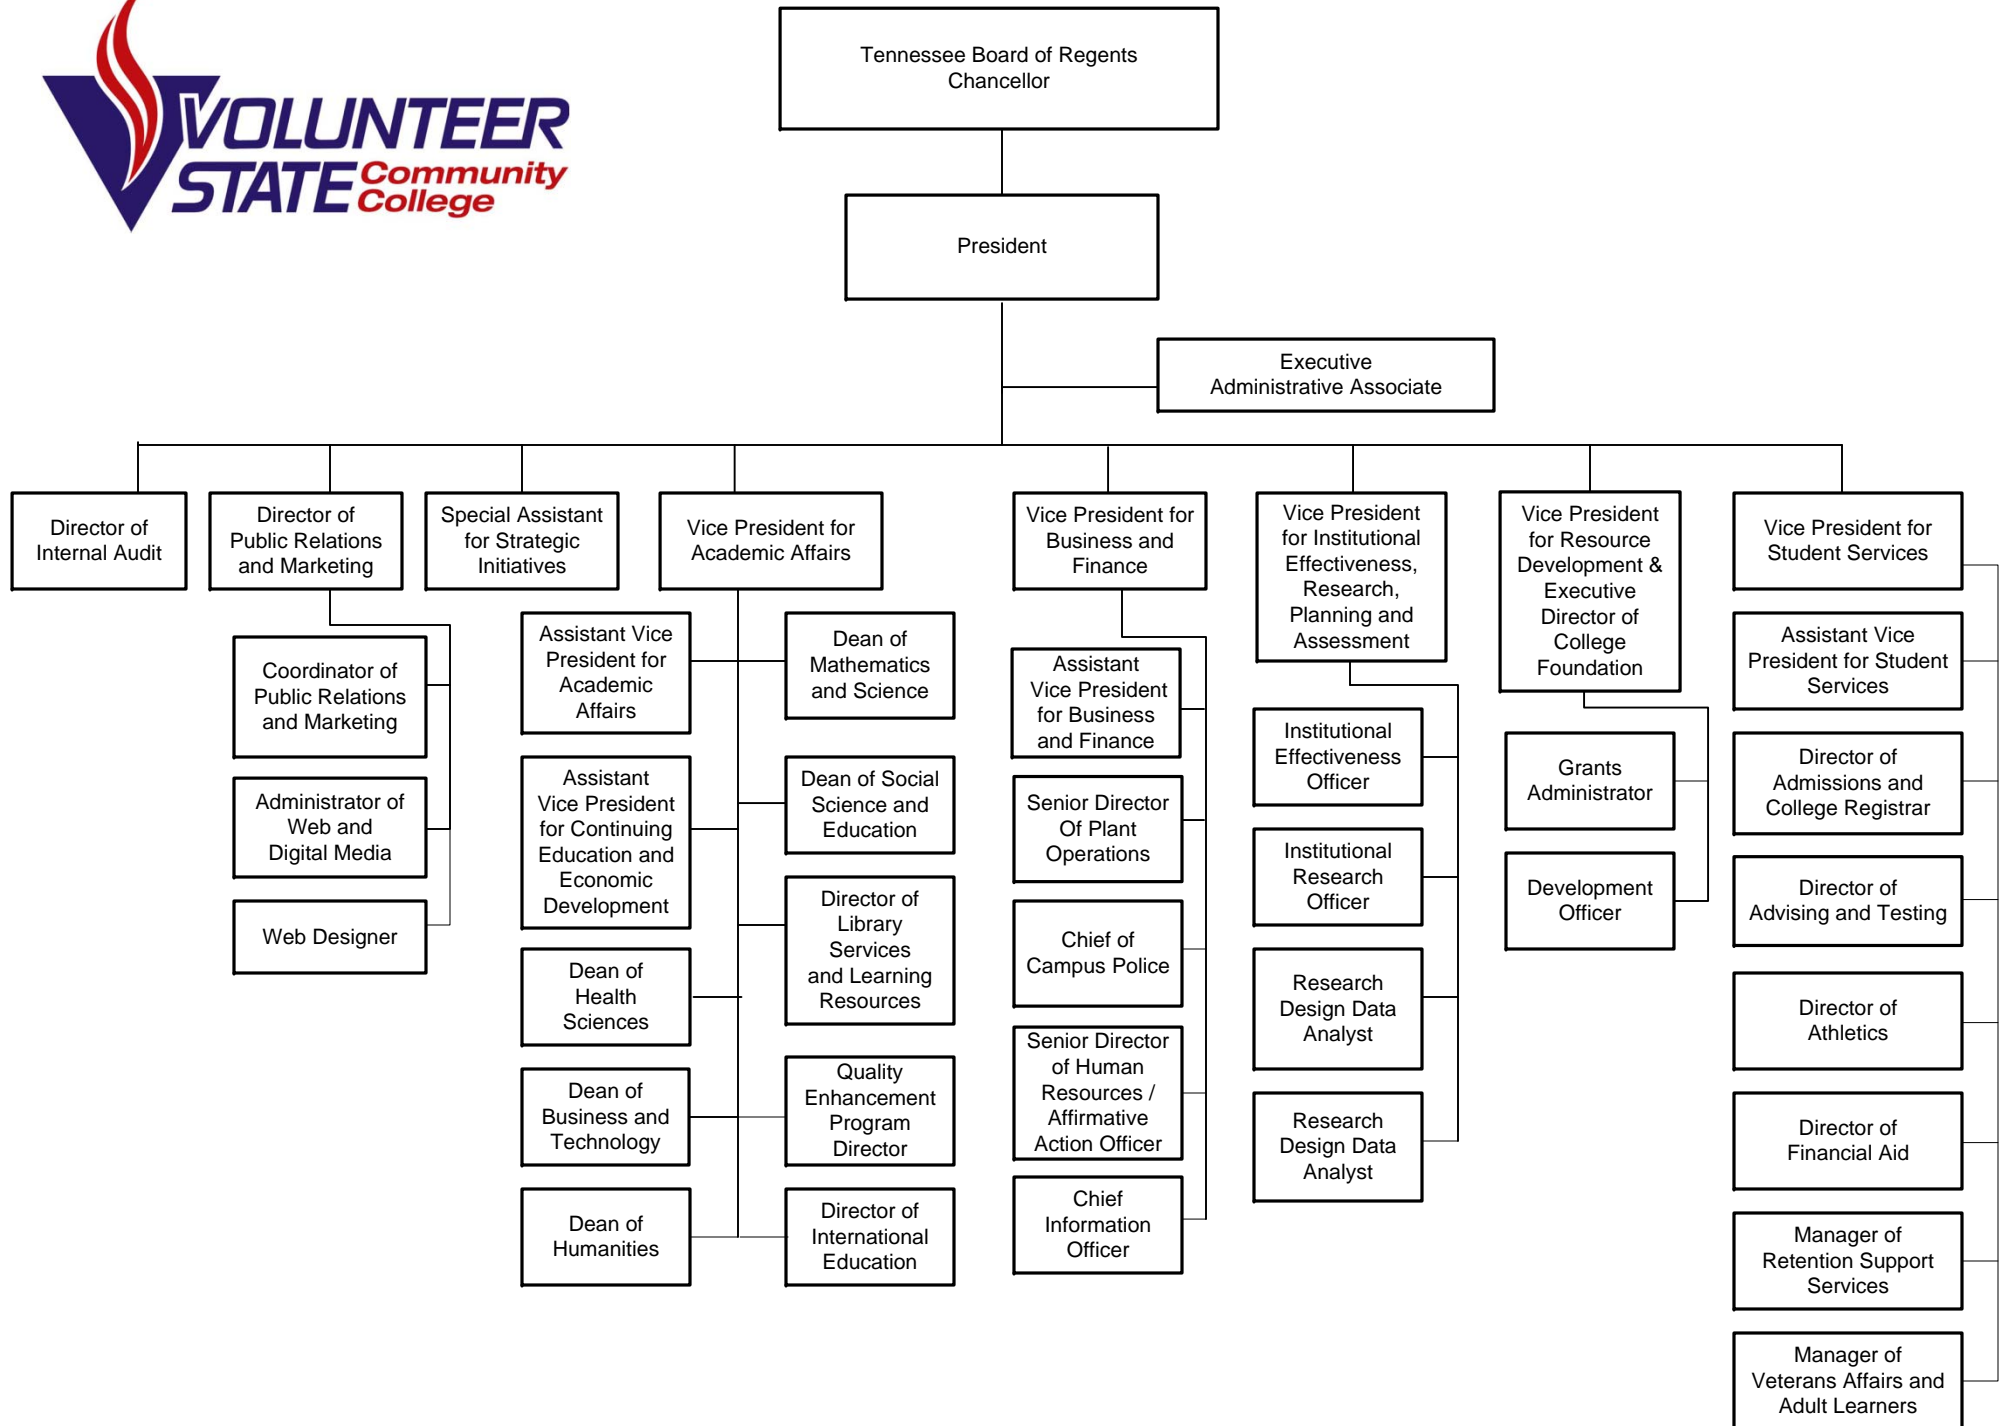 VOLUNTEER
STATE Community
College
Tennessee Board of Regents
Chancellor
President
Executive
Administrative Associate
Director of
Internal Audit
Director of
Public Relations
and Marketing
Coordinator of
Public Relations
and Marketing
Administrator of
Web and
Digital Media
Web Designer
Special Assistant
for Strategic
Initiatives
Vice President for
Academic Affairs
Assistant Vice
President for
Academic
Affairs
Assistant
Vice President
for Continuing
Education and
Economic
Development
Dean of
Health
Sciences
Dean of
Business and
Technology
Dean of
Humanities
Dean of
Mathematics
and Science
Dean of Social
Science and
Education
Director of
Library
Services
and Learning
Resources
Quality
Enhancement
Program
Director
Director of
International
Education
Vice President for
Business and
Finance
Assistant
Vice President
for Business
and Finance
Senior Director
Of Plant
Operations
Chief of
Campus Police
Senior Director
of Human
Resources /
Affirmative
Action Officer
Chief
Information
Officer
Vice President
for Institutional
Effectiveness,
Research,
Planning and
Assessment
Institutional
Effectiveness
Officer
Institutional
Research
Officer
Research
Design Data
Analyst
Research
Design Data
Analyst
Vice President
for Resource
Development &
Executive
Director of
College
Foundation
Grants
Administrator
Development
Officer
Vice President for
Student Services
Assistant Vice
President for Student
Services
Director of
Admissions and
College Registrar
Director of
Advising and Testing
Director of
Athletics
Director of
Financial Aid
Manager of
Retention Support
Services
Manager of
Veterans Affairs and
Adult Learners